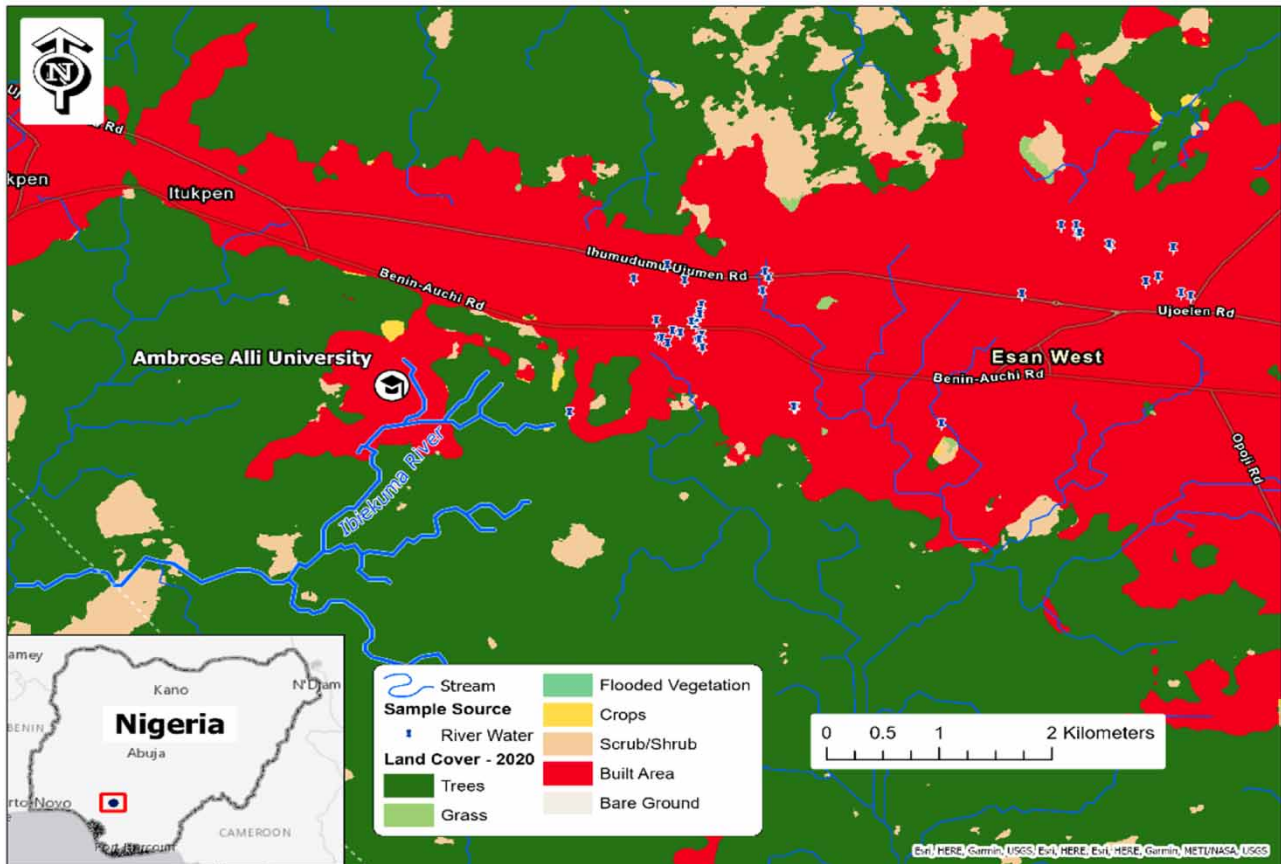 N
Rd
kpen
Itukpen
Ihumudumu-Ujumen Rd
Benin-Auchi Rd
Ujoelen Rd
Ambrose Alli University
Esan West
Benin-Auchi Rd
Opoji Rd
Ibiekuma River
amey
Kano
N'Djam
BENIN
Nigeria
Abuja
rto-Novo
e
CAMEROON
Port Harcourt
Stream
Sample Source
River Water
Land Cover - 2020
Trees
Grass
Flooded Vegetation
Crops
Scrub/Shrub
Built Area
Bare Ground
0 0.5 1 2 Kilometers
Esri, HERE, Garmin, USGS, Esri, HERE, Esri, HERE, Garmin, METI/NASA, USGS